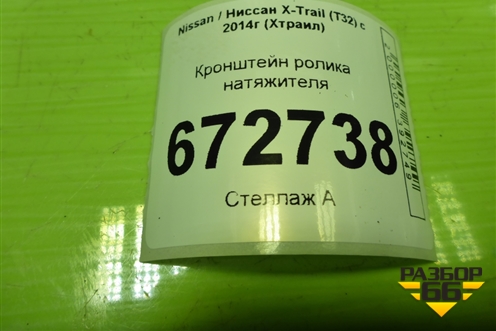 Nissan / Ниссан X-Trail (T32) с
2014г (Хтраил)
Кронштейн ролика
натяжителя
672738
Стеллаж А
РАЗБОР
66